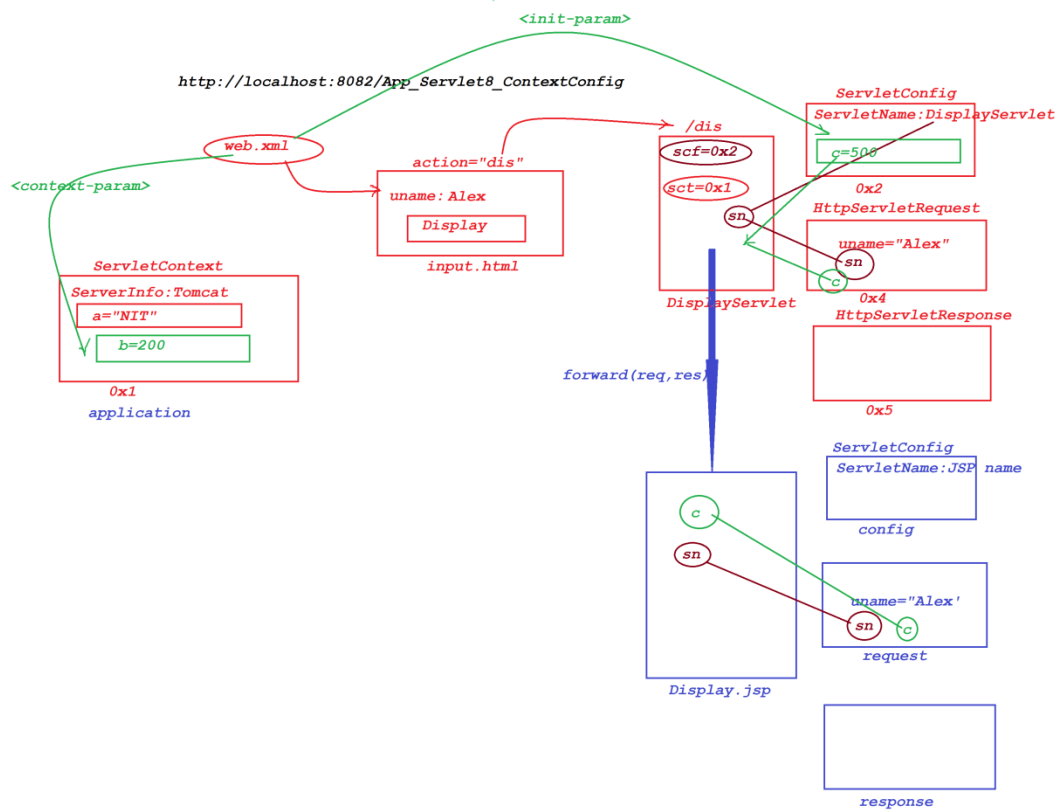 <init-param>
http://localhost:8082/App_Servlet8_ContextConfig
ServletConfig
ServletName:DisplayServlet
c=500
0x2
/dis
web.xml
action="dis"
scf=0x2
<context-param>
uname: Alex
Display
input.html
sct=0x1
sn
DisplayServlet
HttpServletRequest
uname="Alex"
sn
c
0x4
ServletContext
ServerInfo:Tomcat
a="NIT"
b=200
0x1
application
HttpServletResponse
0x5
forward(req,res)
ServletConfig
ServletName:JSP name
config
c
sn
Display.jsp
uname="Alex'
sn
c
request
response